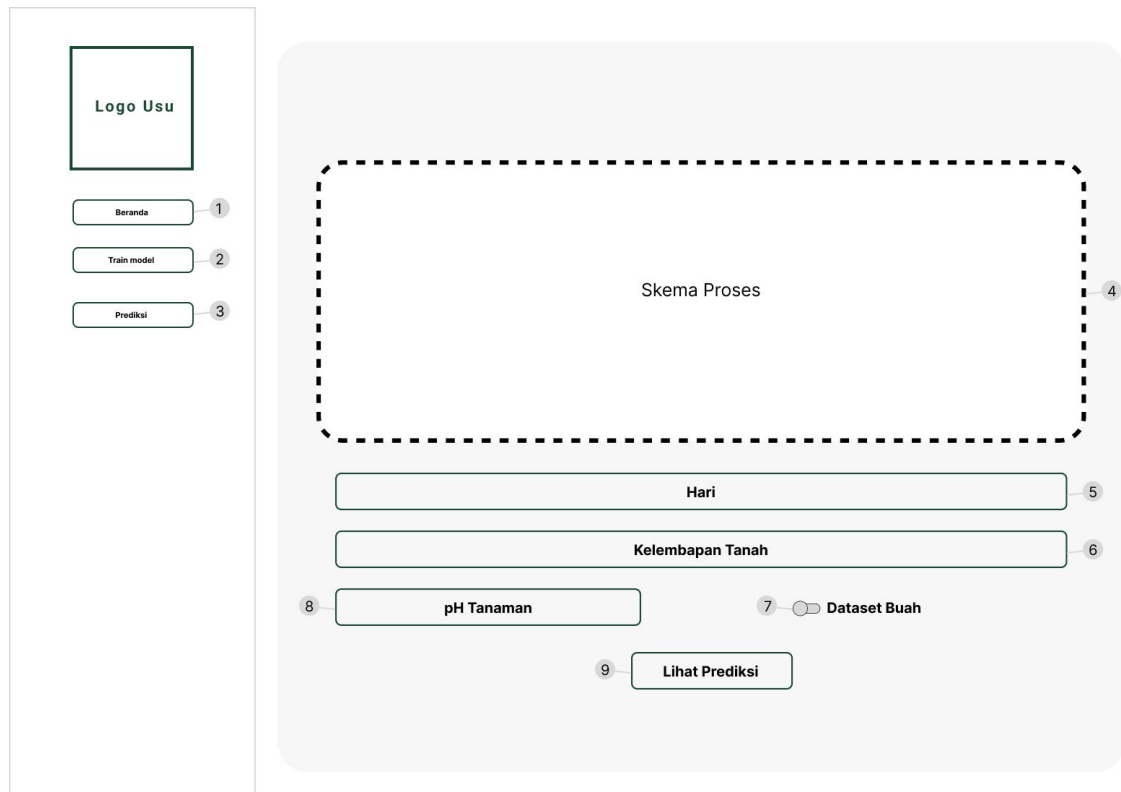 Logo Usu
Beranda
1
Train model
2
Prediksi
3
Skema Proses
4
Hari
5
Kelembapan Tanah
6
8
pH Tanaman
7
Dataset Buah
9
Lihat Prediksi